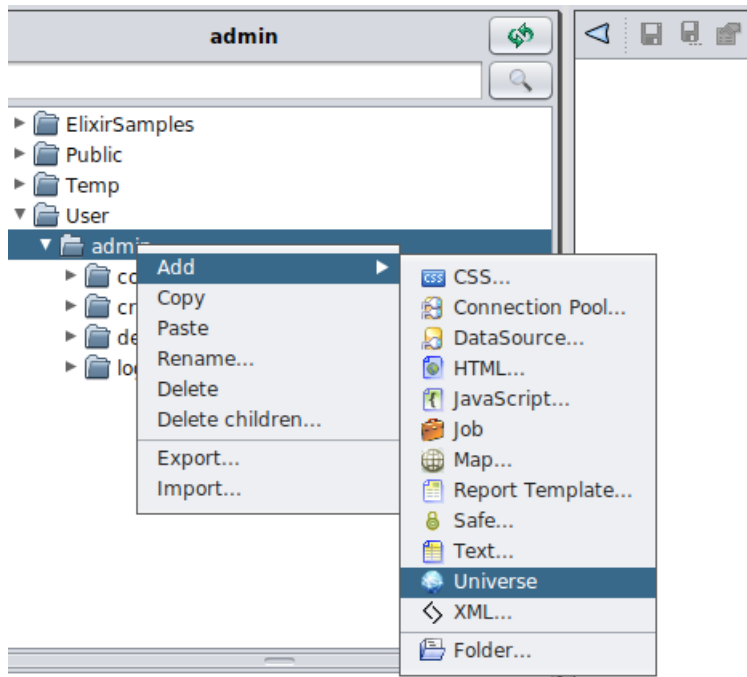 admin
ElixirSamples
Public
Temp
User
admin
Add
Copy
Paste
Rename...
Delete
Delete children...
Export...
Import...
css CSS...
Connection Pool...
DataSource...
HTML...
JavaScript...
Job
Map...
Report Template...
Safe...
Text...
Universe
XML...
Folder...